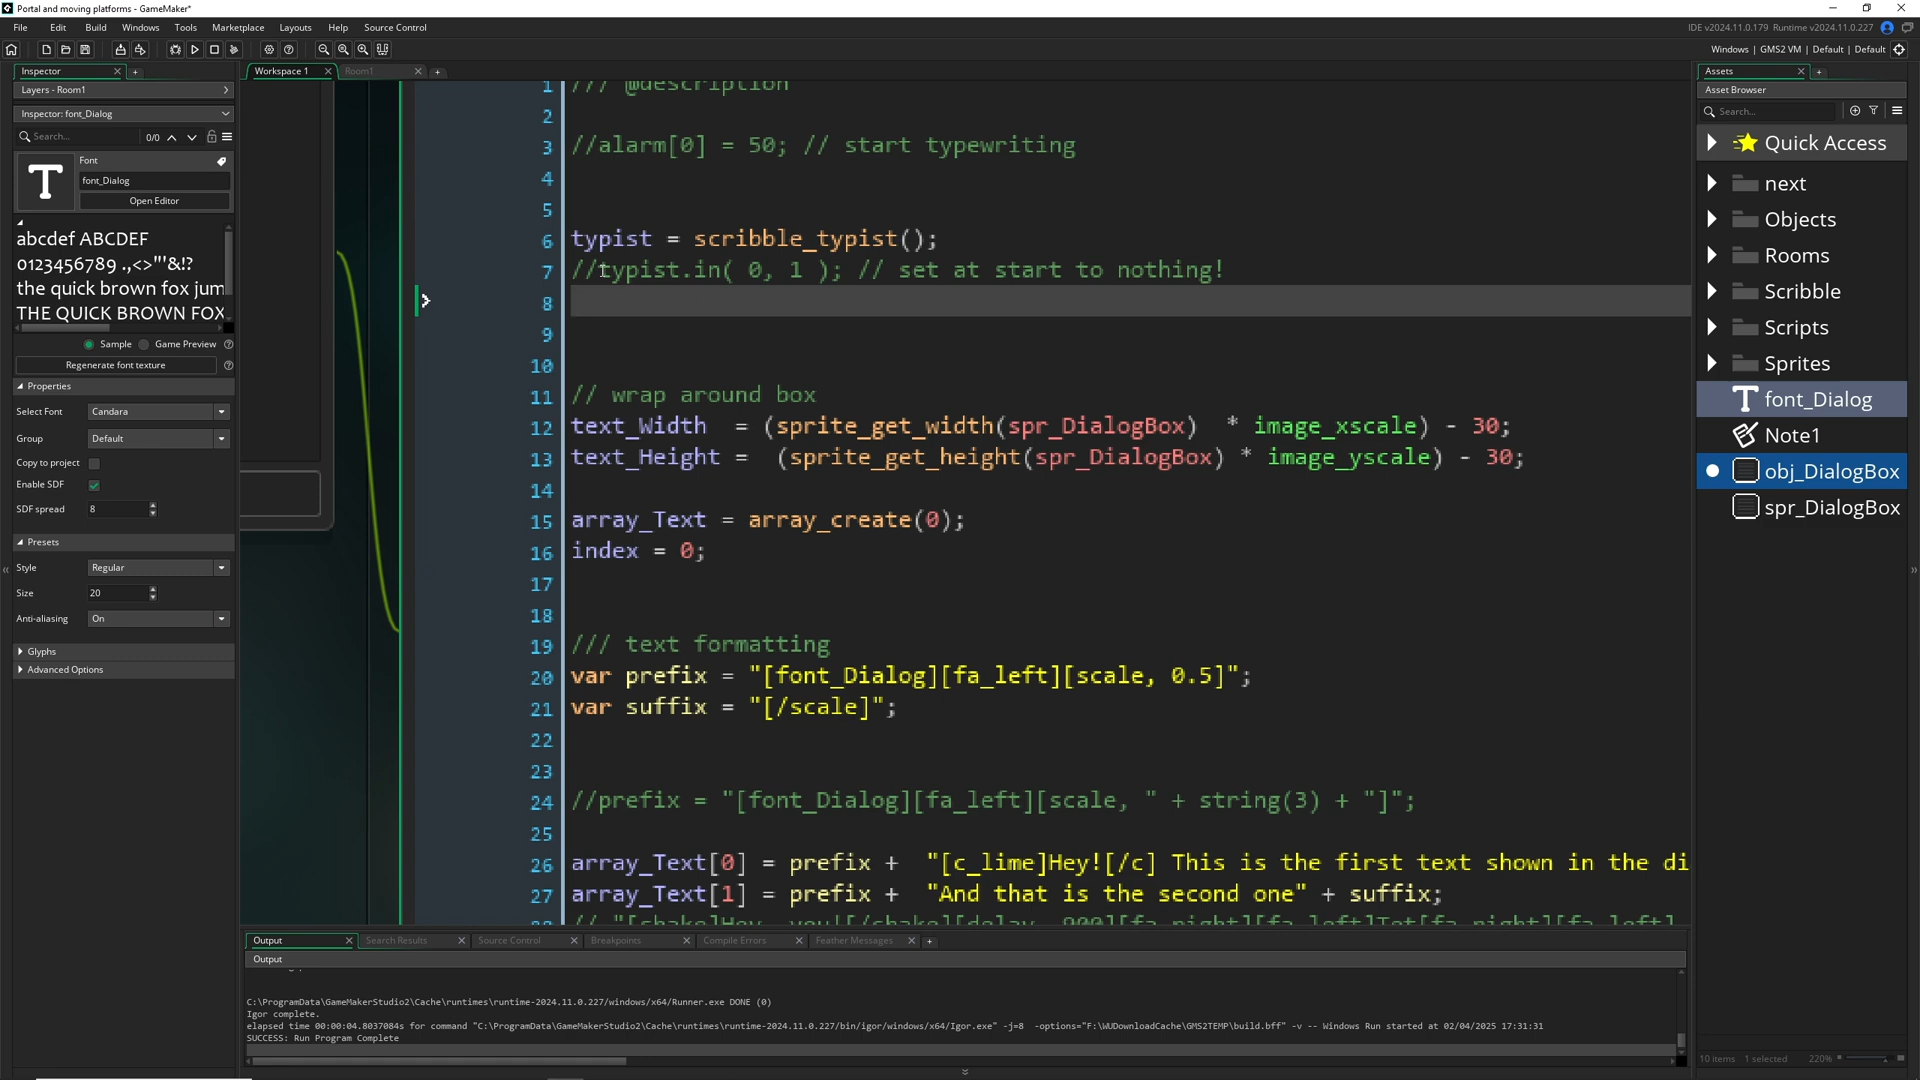 Portal and moving platforms - GameMaker*
File Edit Build Windows Tools Marketplace Layouts Help Source Control
IDE v2024.11.0.179 Runtime v2024.11.0.227
Windows | GMS2 VM | Default | Default
Inspector
Layers - Room1
Inspector: font_Dialog
Search... 0/0
Font
font_Dialog
Open Editor
abcdef ABCDEF
0123456789 .,<>"'&!?
the quick brown fox jum
THE QUICK BROWN FOX
Sample Game Preview
Regenerate font texture
Properties
Select Font Candara
Group Default
Copy to project
Enable SDF
SDF spread 8
Presets
Style Regular
Size 20
Anti-aliasing On
Glyphs
Advanced Options
Workspace 1 Room1
1 /// @description
2
3 //alarm[0] = 50; // start typewriting
4
5
6 typist = scribble_typist();
7 //typist.in( 0, 1 ); // set at start to nothing!
8
9
10
11 // wrap around box
12 text_Width = (sprite_get_width(spr_DialogBox) * image_xscale) - 30;
13 text_Height = (sprite_get_height(spr_DialogBox) * image_yscale) - 30;
14
15 array_Text = array_create(0);
16 index = 0;
17
18
19 /// text formatting
20 var prefix = "[font_Dialog][fa_left][scale, 0.5]";
21 var suffix = "[/scale]";
22
23
24 //prefix = "[font_Dialog][fa_left][scale, " + string(3) + "]";
25
26 array_Text[0] = prefix + "[c_lime]Hey![/c] This is the first text shown in the di
27 array_Text[1] = prefix + "And that is the second one" + suffix;
Output Search Results Source Control Breakpoints Compile Errors Feather Messages
Output
C:\ProgramData\GameMakerStudio2\Cache\runtimes\runtime-2024.11.0.227/windows/x64/Runner.exe DONE (0)
Igor complete.
elapsed time 00:00:04.8037084s for command "C:\ProgramData\GameMakerStudio2\Cache\runtimes\runtime-2024.11.0.227/bin/igor/windows/x64/Igor.exe" -j=8 -options="F:\WUDownloadCache\GMS2TEMP\build.bff" -v -- Windows Run started at 02/04/2025 17:31:31
SUCCESS: Run Program Complete
Assets
Asset Browser
Search...
Quick Access
next
Objects
Rooms
Scribble
Scripts
Sprites
font_Dialog
Note1
obj_DialogBox
spr_DialogBox
10 items 1 selected 220%